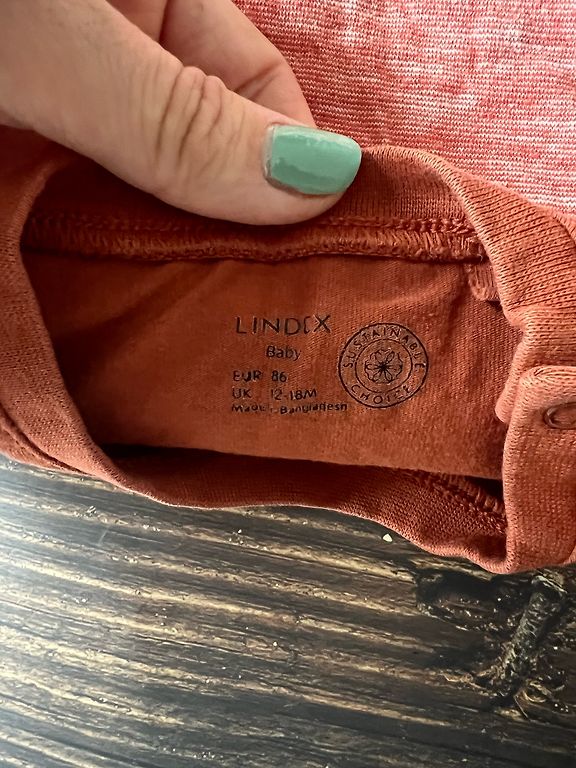 LINDEX
Baby
EUR 86
UK 12-18M
Made in Bangladesh
SUSTAINABLE CHOICE